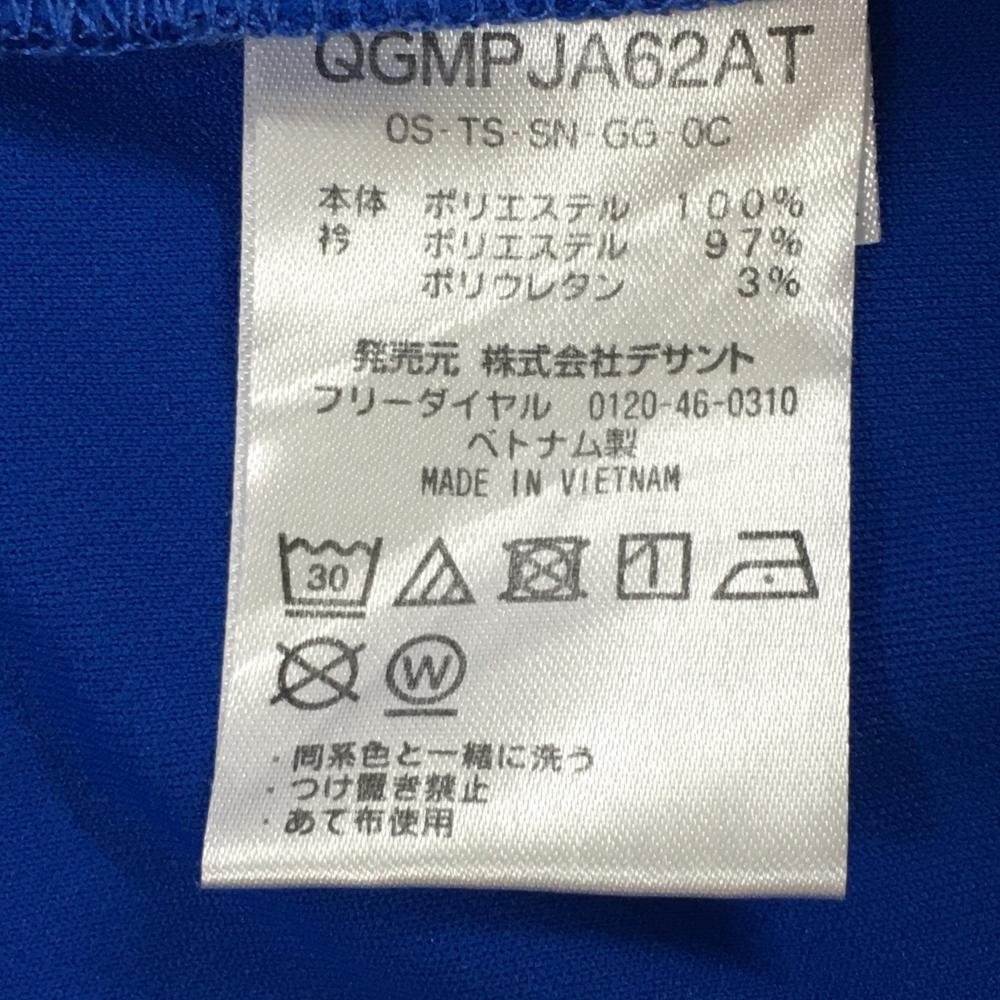 QGMPJA62AT
OS-TS-SN-GG-OC
本体 ポリエステル 100%
衿 ポリエステル 97%
ポリウレタン 3%
発売元 株式会社デサント
フリーダイヤル 0120-46-0310
ベトナム製
MADE IN VIETNAM
30
W
・同系色と一緒に洗う
・つけ置き禁止
・あて布使用